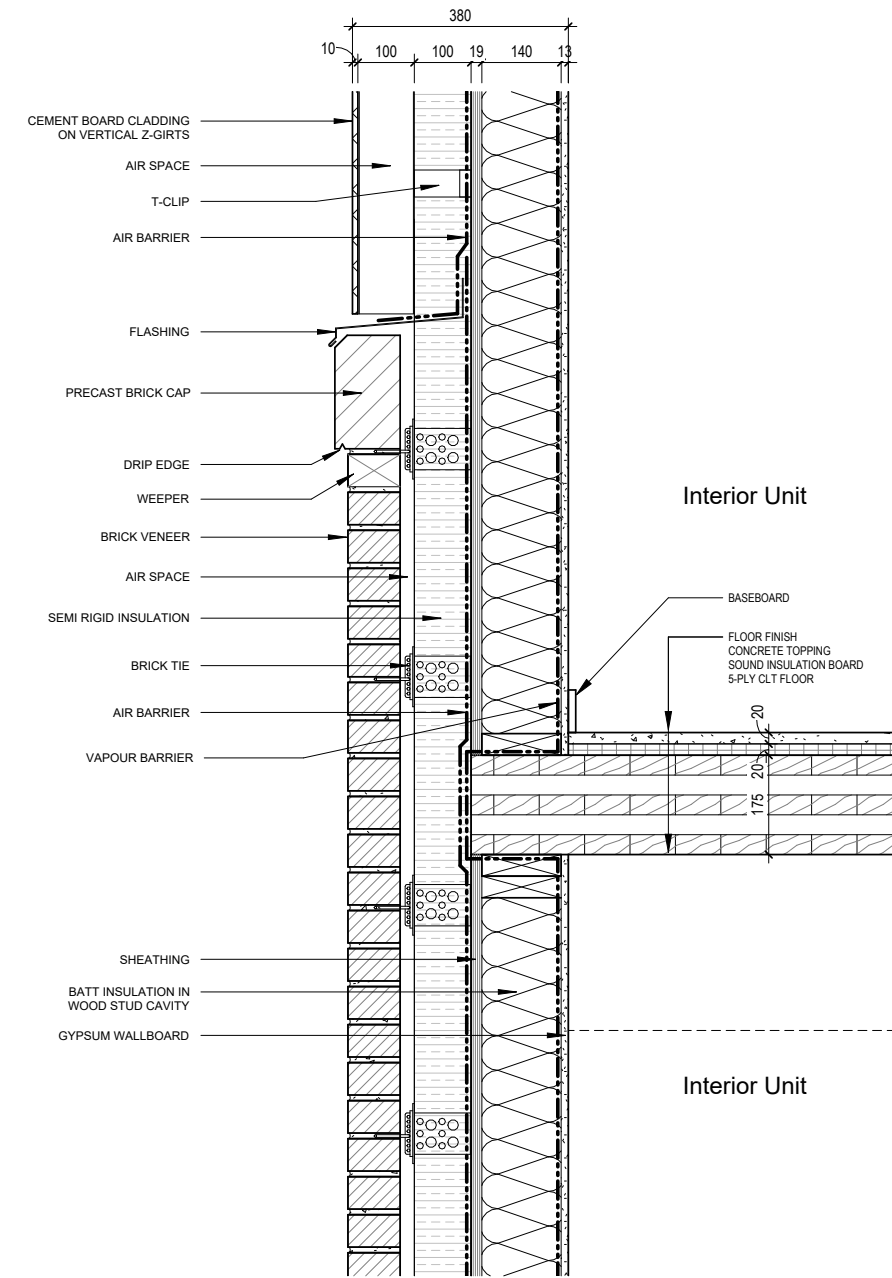 380
10 100 100 19 140 13
CEMENT BOARD CLADDING
ON VERTICAL Z-GIRTS
AIR SPACE
T-CLIP
AIR BARRIER
FLASHING
PRECAST BRICK CAP
DRIP EDGE
WEEPER
BRICK VENEER
AIR SPACE
SEMI RIGID INSULATION
BRICK TIE
AIR BARRIER
VAPOUR BARRIER
SHEATHING
BATT INSULATION IN
WOOD STUD CAVITY
GYPSUM WALLBOARD
Interior Unit
BASEBOARD
FLOOR FINISH
CONCRETE TOPPING
SOUND INSULATION BOARD
5-PLY CLT FLOOR
20
20
175
Interior Unit